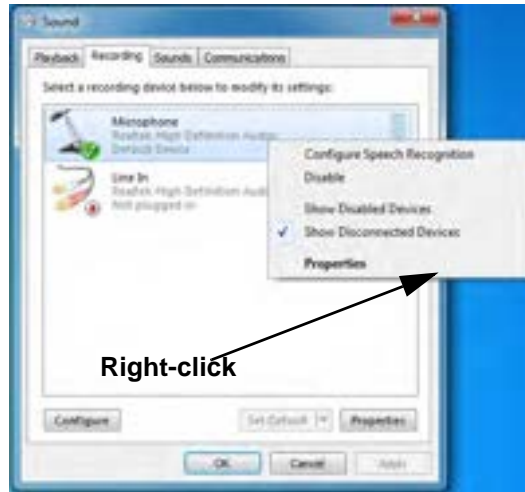 Sound
Playback Recording Sounds Communications
Select a recording device below to modify its settings:
Microphone
Realtek High Definition Audio
Default Device
Line In
Realtek High Definition Audi
Not plugged in
Configure Speech Recognition
Disable
Show Disabled Devices
Show Disconnected Devices
Properties
Right-click
Configure Set Default Properties
OK Cancel Apply